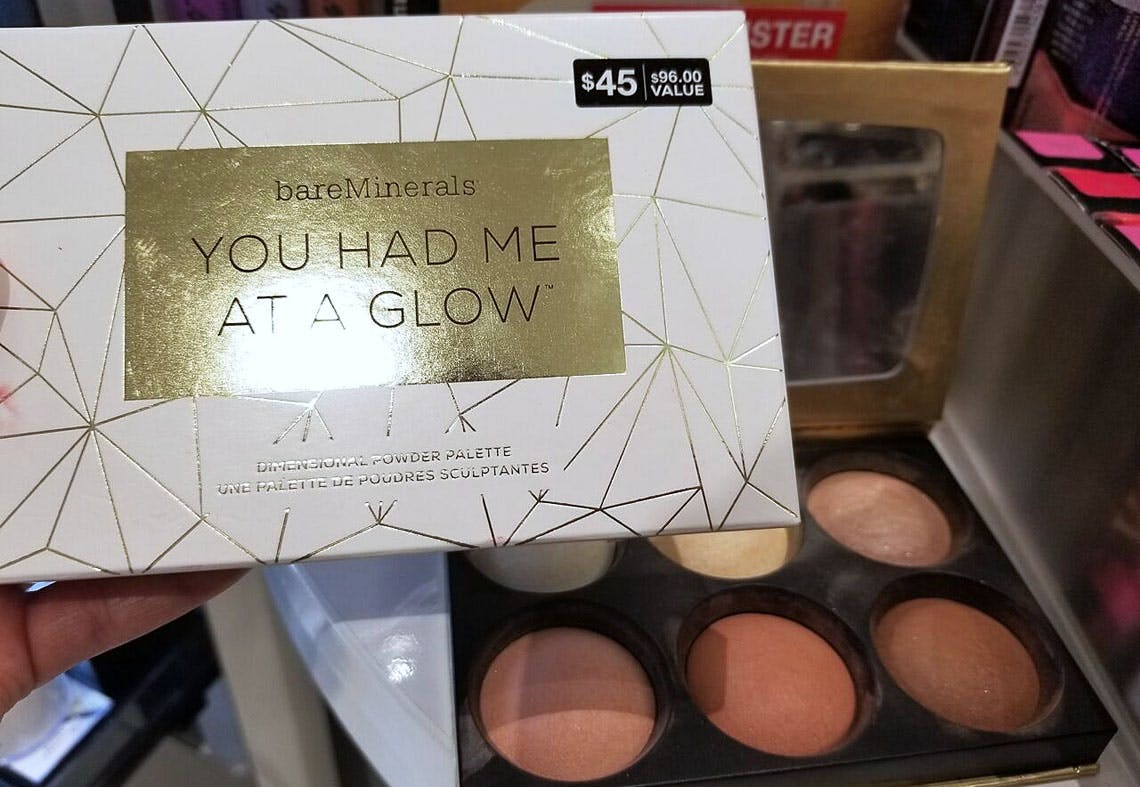 STER
$45
$96.00
VALUE
bareMinerals
YOU HAD ME
AT A GLOW™
DIMENSIONAL POWDER PALETTE
UNE PALETTE DE POUDRES SCULPTANTES